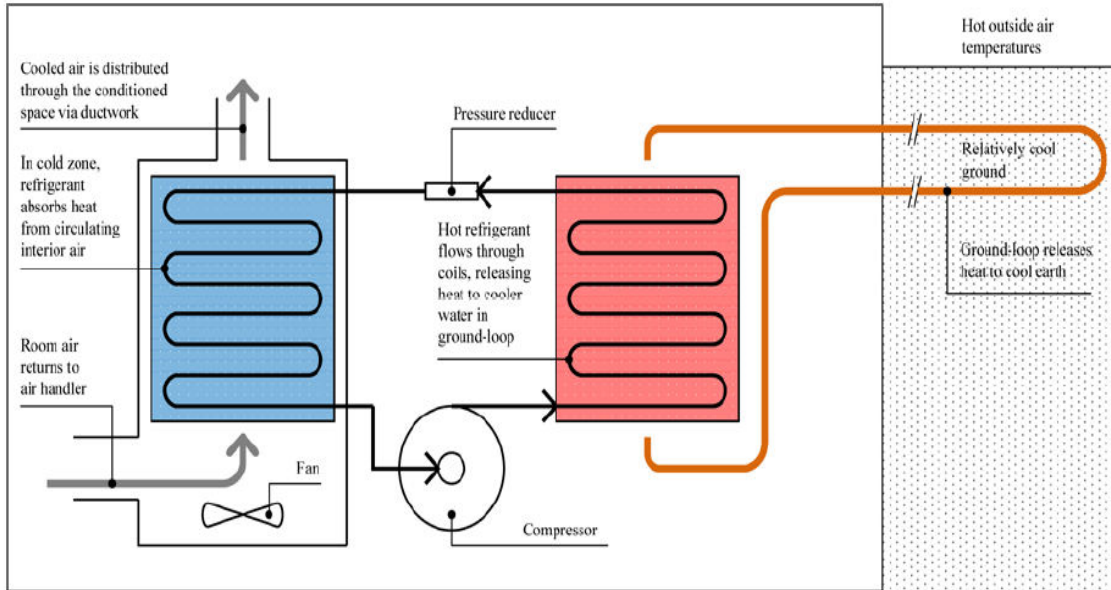 Hot outside air
temperatures
Cooled air is distributed
through the conditioned
space via ductwork
Pressure reducer
In cold zone,
refrigerant
absorbs heat
from circulating
interior air
Relatively cool
ground
Hot refrigerant
flows through
coils, releasing
heat to cooler
water in
ground-loop
Ground-loop releases
heat to cool earth
Room air
returns to
air handler
Fan
Compressor